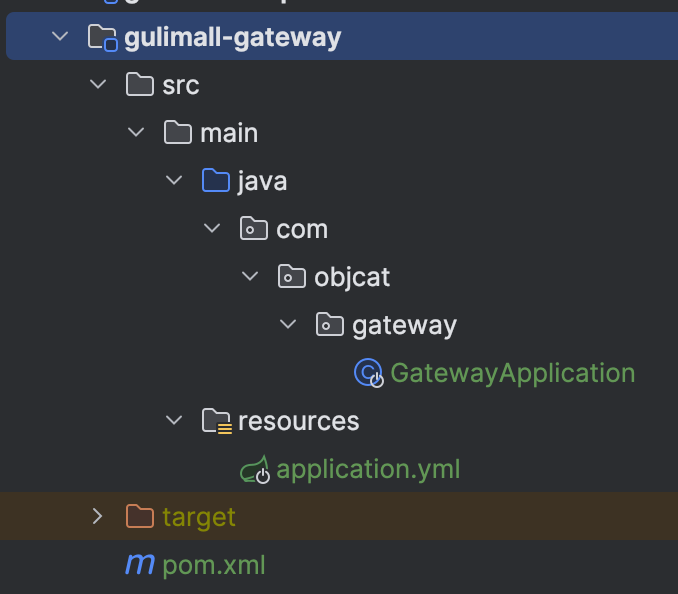 gulimall-gateway
src
main
java
com
objcat
gateway
GatewayApplication
resources
application.yml
target
pom.xml